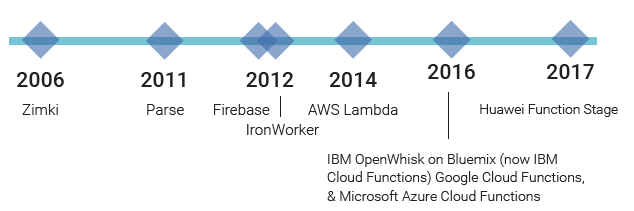 2006
2011
2012
2014
2016
2017
Zimki
Parse
Firebase
IronWorker
AWS Lambda
IBM OpenWhisk on Bluemix (now IBM
Cloud Functions) Google Cloud Functions,
& Microsoft Azure Cloud Functions
Huawei Function Stage